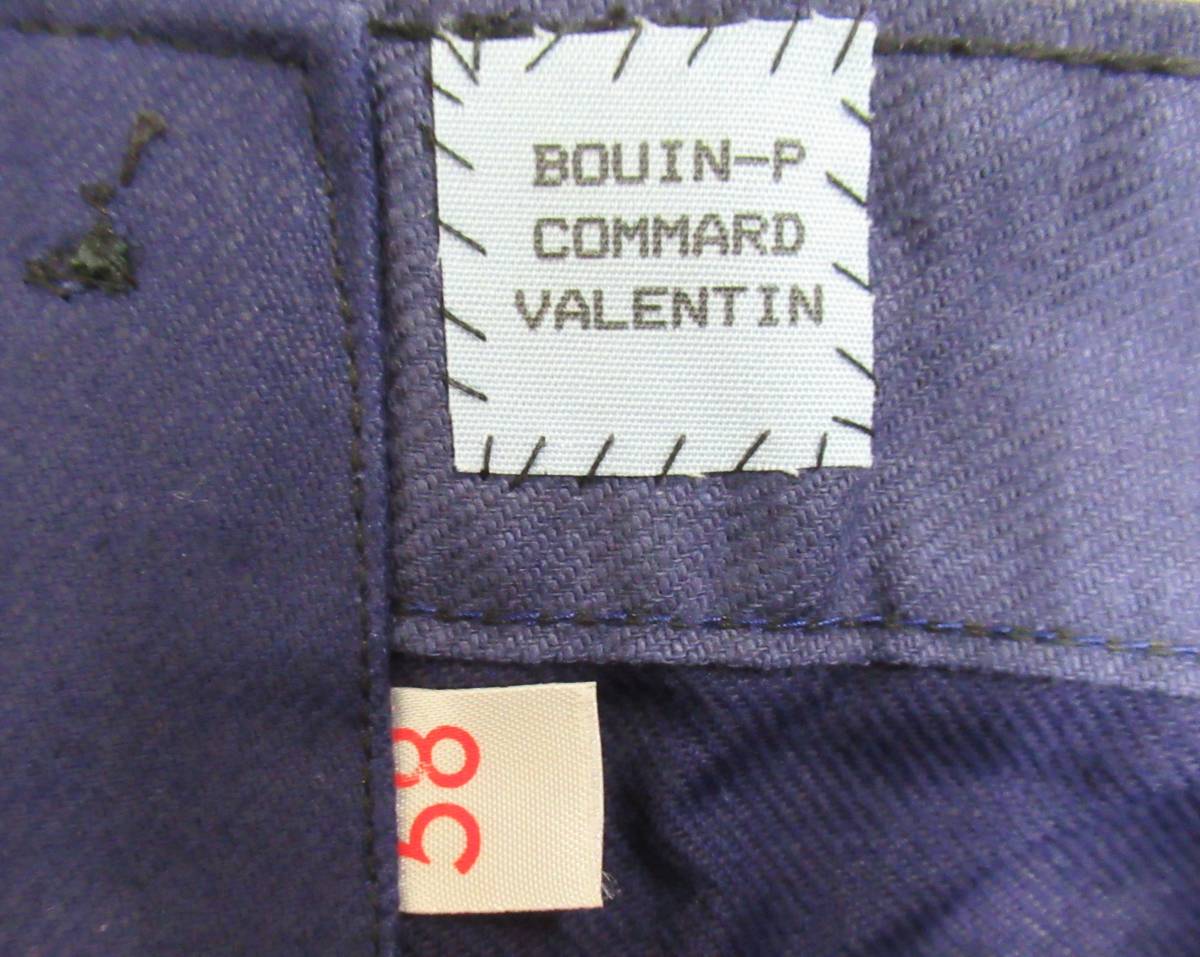 BOUIN-P
COMMARD
VALENTIN
58